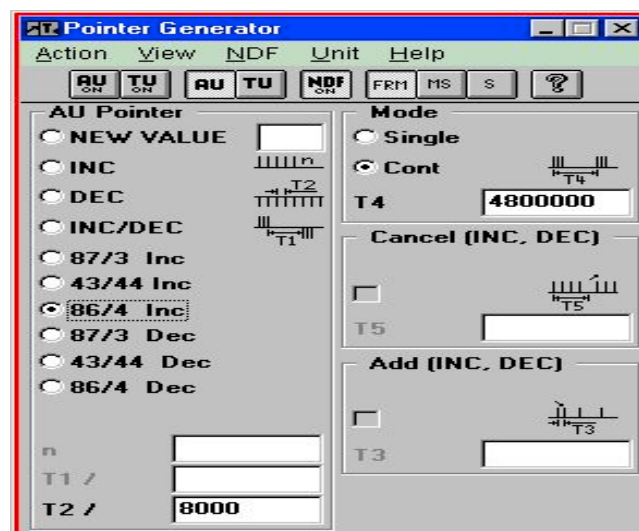 Pointer Generator
Action View NDF Unit Help
AU ON TU ON AU TU NDF ON FRM MS S ?
AU Pointer
NEW VALUE
INC n
DEC T2
INC/DEC T1
87/3 Inc
43/44 Inc
86/4 Inc
87/3 Dec
43/44 Dec
86/4 Dec
n
T1 /
T2 / 8000
Mode
Single
Cont T4
T4 4800000
Cancel (INC, DEC)
T5
T5
Add (INC, DEC)
T3
T3